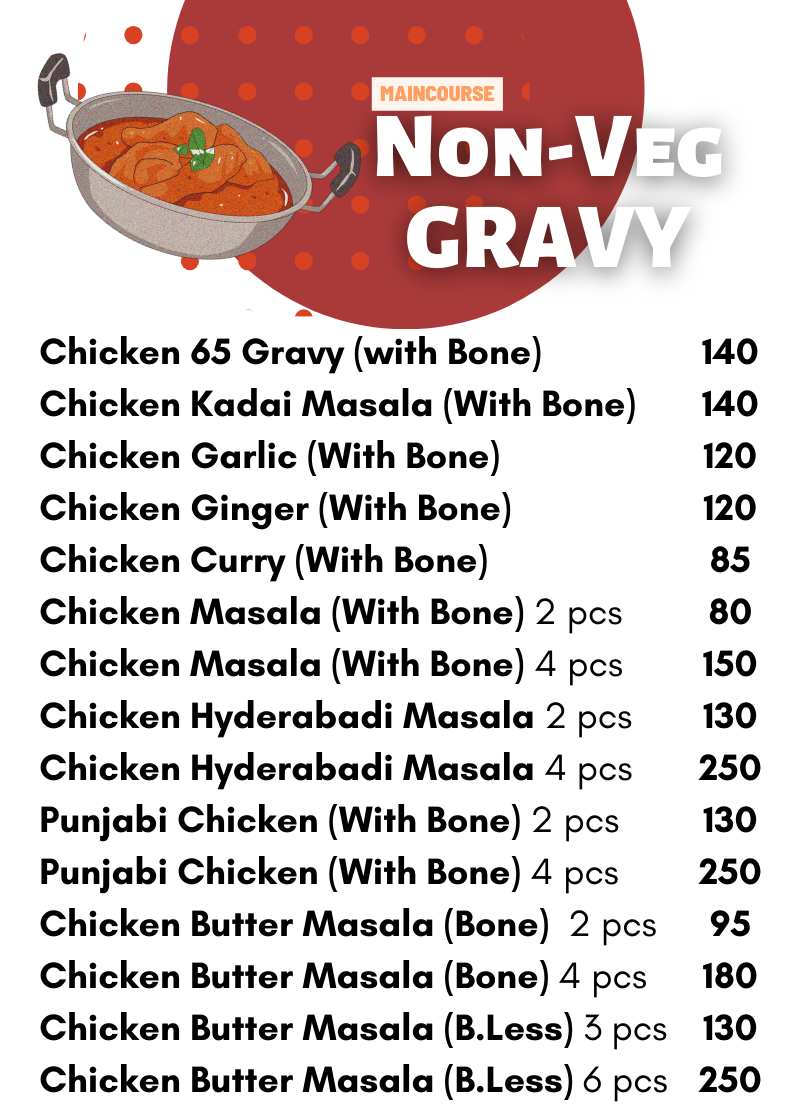 MAINCOURSE
NON-VEG
GRAVY
Chicken 65 Gravy (with Bone) 140
Chicken Kadai Masala (With Bone) 140
Chicken Garlic (With Bone) 120
Chicken Ginger (With Bone) 120
Chicken Curry (With Bone) 85
Chicken Masala (With Bone) 2 pcs 80
Chicken Masala (With Bone) 4 pcs 150
Chicken Hyderabadi Masala 2 pcs 130
Chicken Hyderabadi Masala 4 pcs 250
Punjabi Chicken (With Bone) 2 pcs 130
Punjabi Chicken (With Bone) 4 pcs 250
Chicken Butter Masala (Bone) 2 pcs 95
Chicken Butter Masala (Bone) 4 pcs 180
Chicken Butter Masala (B.Less) 3 pcs 130
Chicken Butter Masala (B.Less) 6 pcs 250